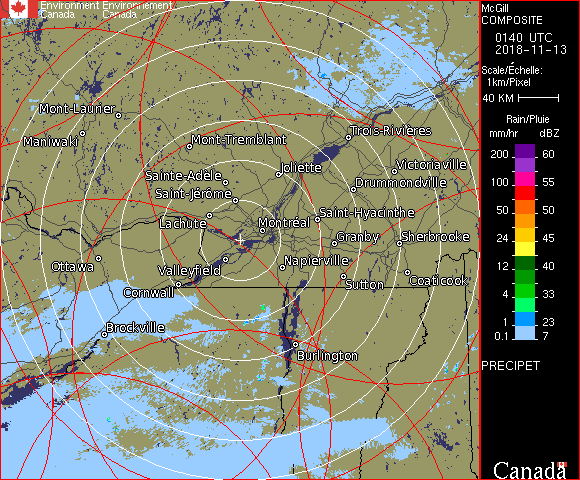 Environment Environnement
Canada Canada
McGill
COMPOSITE
0140 UTC
2018-11-13
Scale/Échelle:
1km/Pixel
40 KM
Rain/Pluie
mm/hr dBZ
200 60
100 55
50 50
24 45
12 40
4 33
1 23
0.1 7
PRECIPET
Canada
Mont-Laurier
Maniwaki
Mont-Tremblant
Trois-Rivières
Sainte-Adèle
Joliette
Victoriaville
Saint-Jérôme
Drummondville
Lachute
Montréal
Saint-Hyacinthe
Granby
Sherbrooke
Ottawa
Valleyfield
Napierville
Cornwall
Sutton
Coaticook
Brockville
Burlington